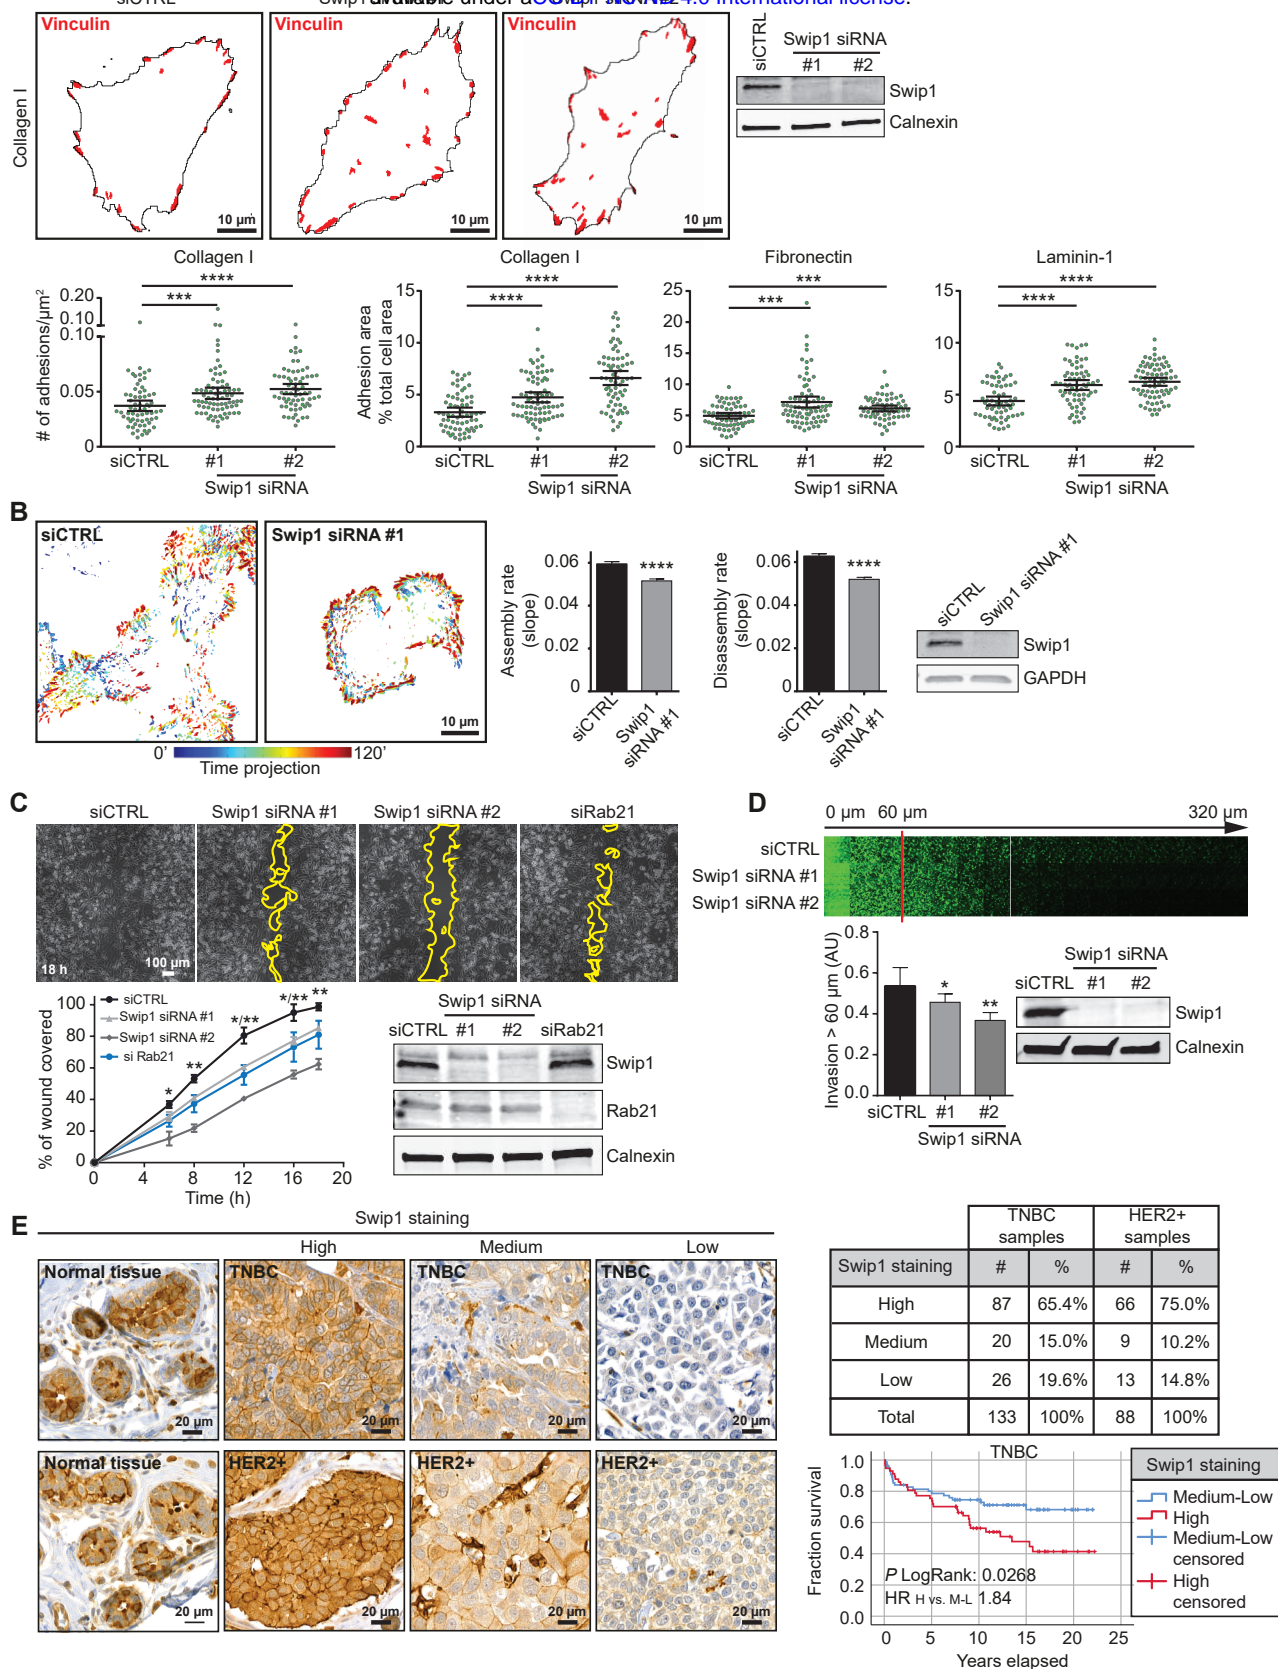 siCTRL
available under aCC-BY-NC-ND 4.0 International license.
Vinculin
Vinculin
Vinculin
Collagen I
10 µm
10 µm
10 µm
siCTRL
Swip1 siRNA
#1 #2
Swip1
Calnexin
Collagen I
# of adhesions/µm²
0.20
0.10
0.10
0.05
0
*** ****
siCTRL #1 #2
Swip1 siRNA
Collagen I
Adhesion area
% total cell area
15
10
5
0
**** ****
siCTRL #1 #2
Swip1 siRNA
Fibronectin
25
20
15
10
5
0
*** ***
siCTRL #1 #2
Swip1 siRNA
Laminin-1
15
10
5
0
**** ****
siCTRL #1 #2
Swip1 siRNA
B
siCTRL
Swip1 siRNA #1
10 µm
0' 120'
Time projection
Assembly rate
(slope)
0.06
0.04
0.02
0
****
siCTRL
Swip1
siRNA #1
Disassembly rate
(slope)
0.06
0.04
0.02
0
****
siCTRL
Swip1
siRNA #1
siCTRL
Swip1 siRNA #1
Swip1
GAPDH
C
siCTRL Swip1 siRNA #1 Swip1 siRNA #2 siRab21
18 h
100 µm
% of wound covered
100
80
60
40
20
0
siCTRL
Swip1 siRNA #1
Swip1 siRNA #2
si Rab21
* ** */** */** **
0 4 8 12 16 20
Time (h)
Swip1 siRNA
siCTRL #1 #2 siRab21
Swip1
Rab21
Calnexin
D
0 µm 60 µm 320 µm
siCTRL
Swip1 siRNA #1
Swip1 siRNA #2
Invasion > 60 µm (AU)
0.8
0.6
0.4
0.2
0.0
* **
siCTRL #1 #2
Swip1 siRNA
Swip1 siRNA
siCTRL #1 #2
Swip1
Calnexin
E
Swip1 staining
High Medium Low
Normal tissue
20 µm
TNBC
20 µm
TNBC
20 µm
TNBC
20 µm
Normal tissue
20 µm
HER2+
20 µm
HER2+
20 µm
HER2+
20 µm
TNBC samples HER2+ samples
Swip1 staining # % # %
High 87 65.4% 66 75.0%
Medium 20 15.0% 9 10.2%
Low 26 19.6% 13 14.8%
Total 133 100% 88 100%
TNBC
Fraction survival
1.0
0.8
0.6
0.4
0.2
0.0
P LogRank: 0.0268
HR H vs. M-L 1.84
0 5 10 15 20 25
Years elapsed
Swip1 staining
Medium-Low
High
Medium-Low
censored
High
censored